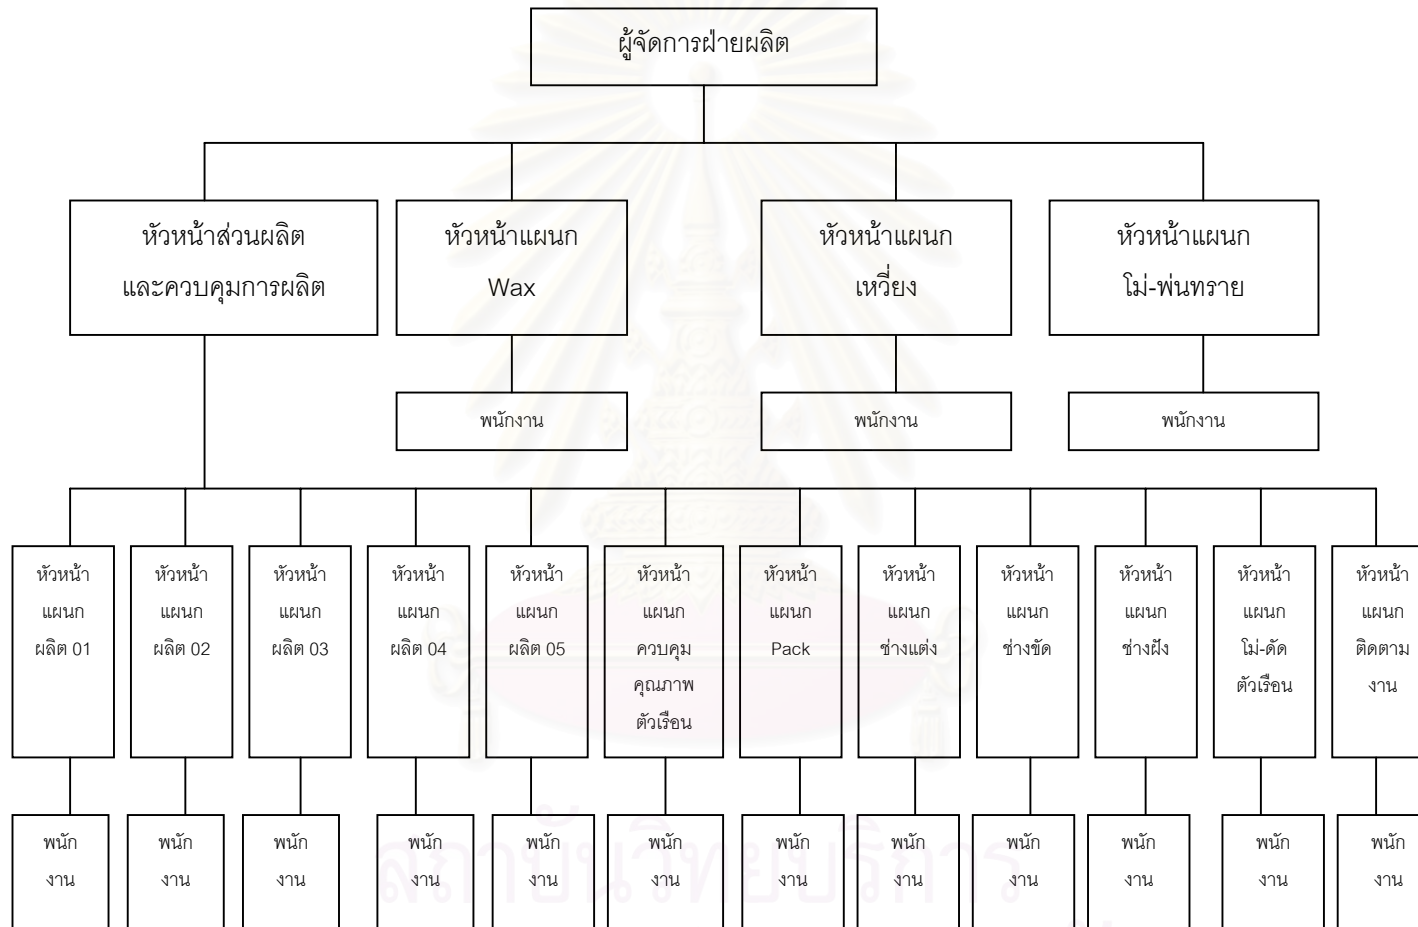 ผู้จัดการฝ่ายผลิต
หัวหน้าส่วนผลิต
และควบคุมการผลิต
หัวหน้าแผนก
Wax
หัวหน้าแผนก
เหวี่ยง
หัวหน้าแผนก
โม่-พ่นทราย
พนักงาน
พนักงาน
พนักงาน
หัวหน้า
แผนก
ผลิต 01
หัวหน้า
แผนก
ผลิต 02
หัวหน้า
แผนก
ผลิต 03
หัวหน้า
แผนก
ผลิต 04
หัวหน้า
แผนก
ผลิต 05
หัวหน้า
แผนก
ควบคุม
คุณภาพ
ตัวเรือน
หัวหน้า
แผนก
Pack
หัวหน้า
แผนก
ช่างแต่ง
หัวหน้า
แผนก
ช่างขัด
หัวหน้า
แผนก
ช่างฝัง
หัวหน้า
แผนก
โม่-ดัด
ตัวเรือน
หัวหน้า
แผนก
ติดตาม
งาน
พนัก
งาน
พนัก
งาน
พนัก
งาน
พนัก
งาน
พนัก
งาน
พนัก
งาน
พนัก
งาน
พนัก
งาน
พนัก
งาน
พนัก
งาน
พนัก
งาน
พนัก
งาน
สถาบันวิทยบริการ